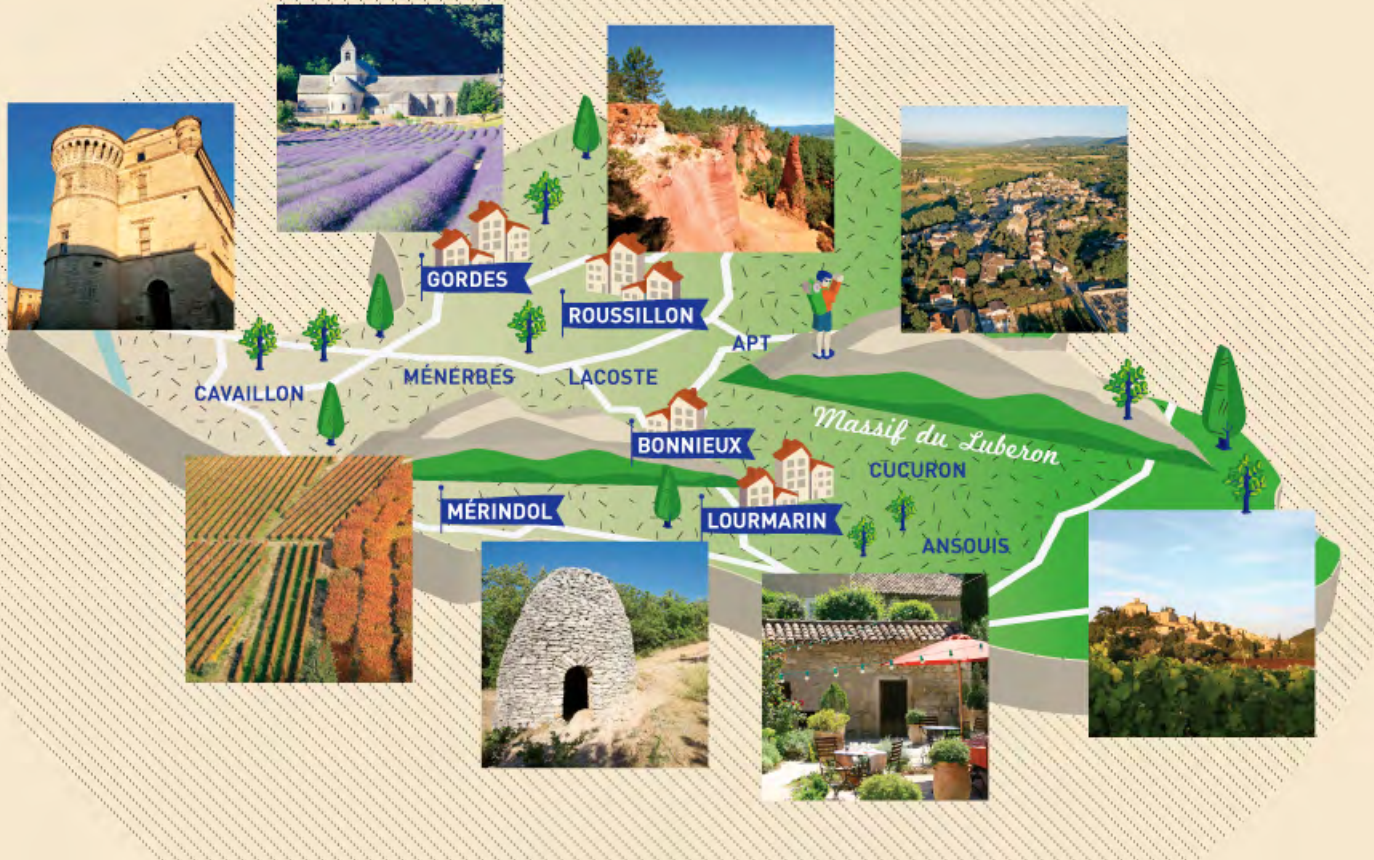 GORDES
ROUSSILLON
APT
CAVAILLON
MÉNERBES
LACOSTE
BONNIEUX
Massif du Luberon
CUCURON
MÉRINDOL
LOURMARIN
ANSOUIS